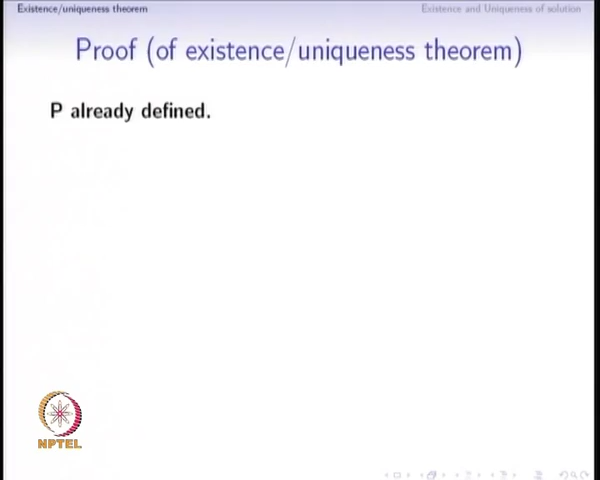 Existence/uniqueness theorem
Existence and Uniqueness of solution
Proof (of existence/uniqueness theorem)
P already defined.
NPTEL